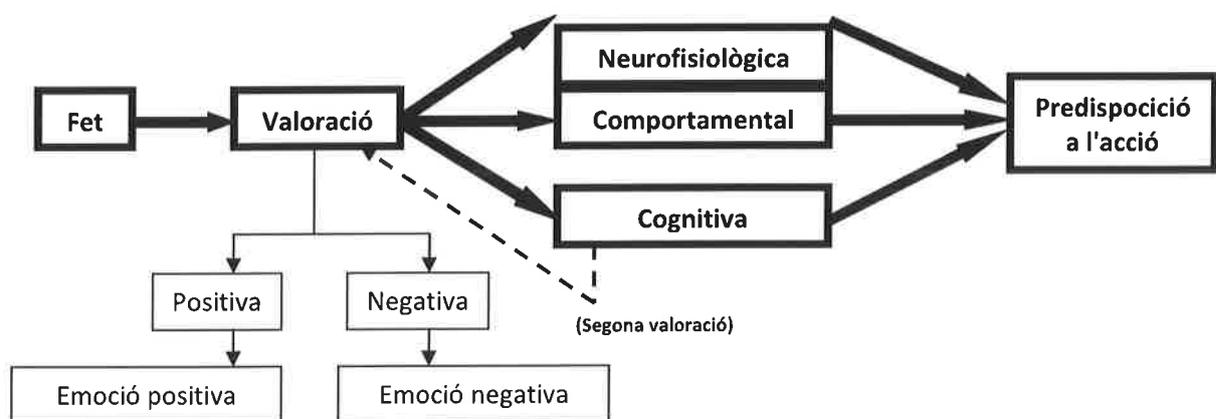 Neurofisiològica
Fet
Valoració
Comportamental
Predispocició
a l'acció
Cognitiva
Positiva
Negativa
(Segona valoració)
Emoció positiva
Emoció negativa